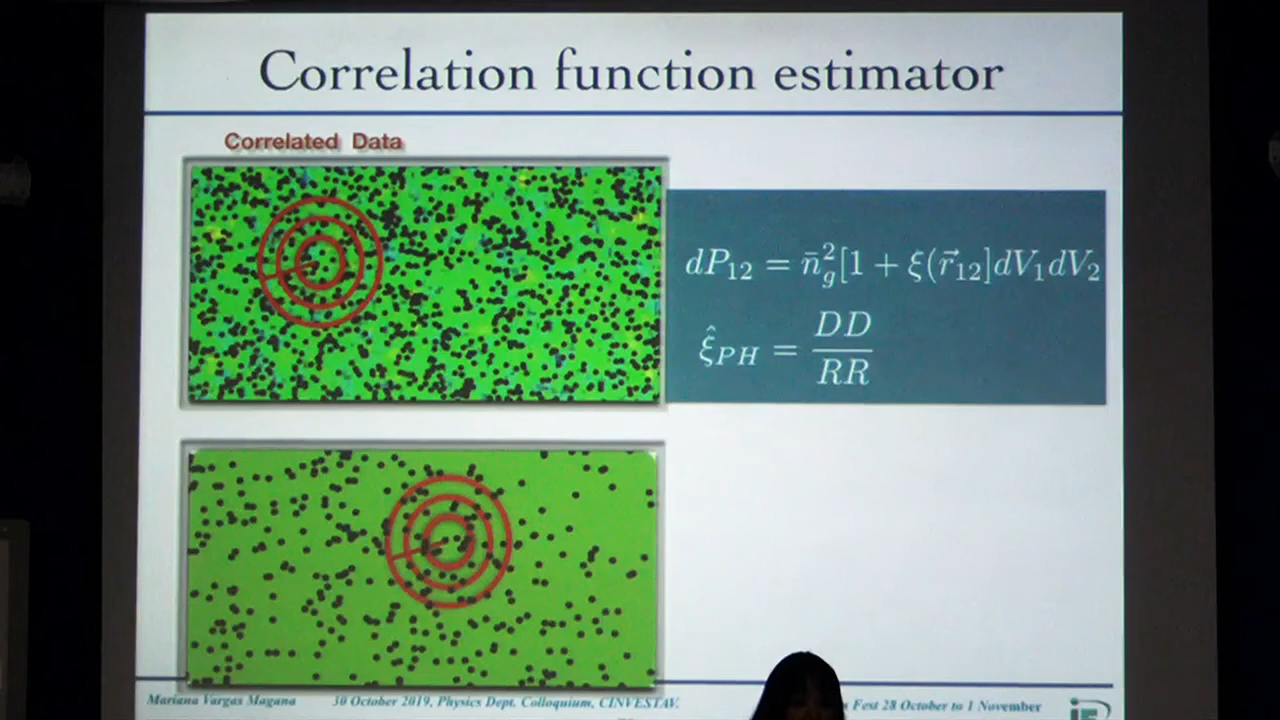 Correlation function estimator
Correlated Data
dP₁₂ = n̄²_g[1 + ξ(r⃗₁₂]dV₁dV₂
ξ̂_PH = DD/RR
Mariana Vargas Magana 30 October 2019, Physics Dept. Colloquium, CINVESTAV. Fest 28 October to 1 November